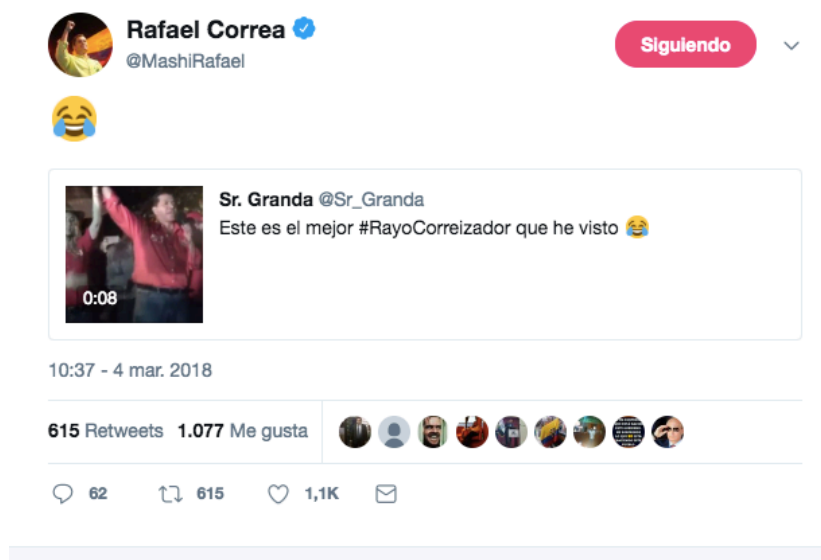 Rafael Correa
@MashiRafael
Siguiendo
😂
Sr. Granda @Sr_Granda
Este es el mejor #RayoCorreizador que he visto 😂
0:08
10:37 - 4 mar. 2018
615 Retweets 1.077 Me gusta
62 615 1,1K